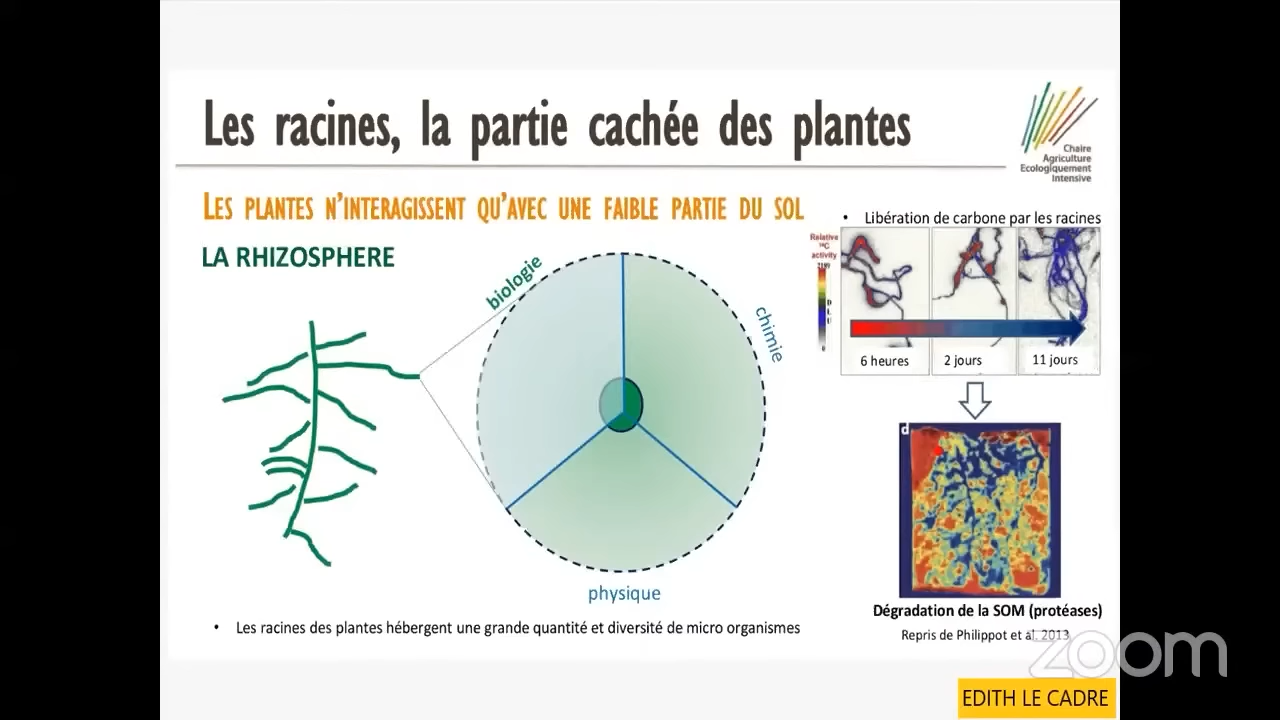 Les racines, la partie cachée des plantes
Chaire
Agriculture
Ecologiquement
Intensive
LES PLANTES N'INTERAGISSENT QU'AVEC UNE FAIBLE PARTIE DU SOL
LA RHIZOSPHERE
• Libération de carbone par les racines
Relative
14C
activity
DLU
0
6 heures
2 jours
11 jours
biologie
chimie
physique
d
Dégradation de la SOM (protéases)
Repris de Philippot et al. 2013
• Les racines des plantes hébergent une grande quantité et diversité de micro organismes
zoom
EDITH LE CADRE